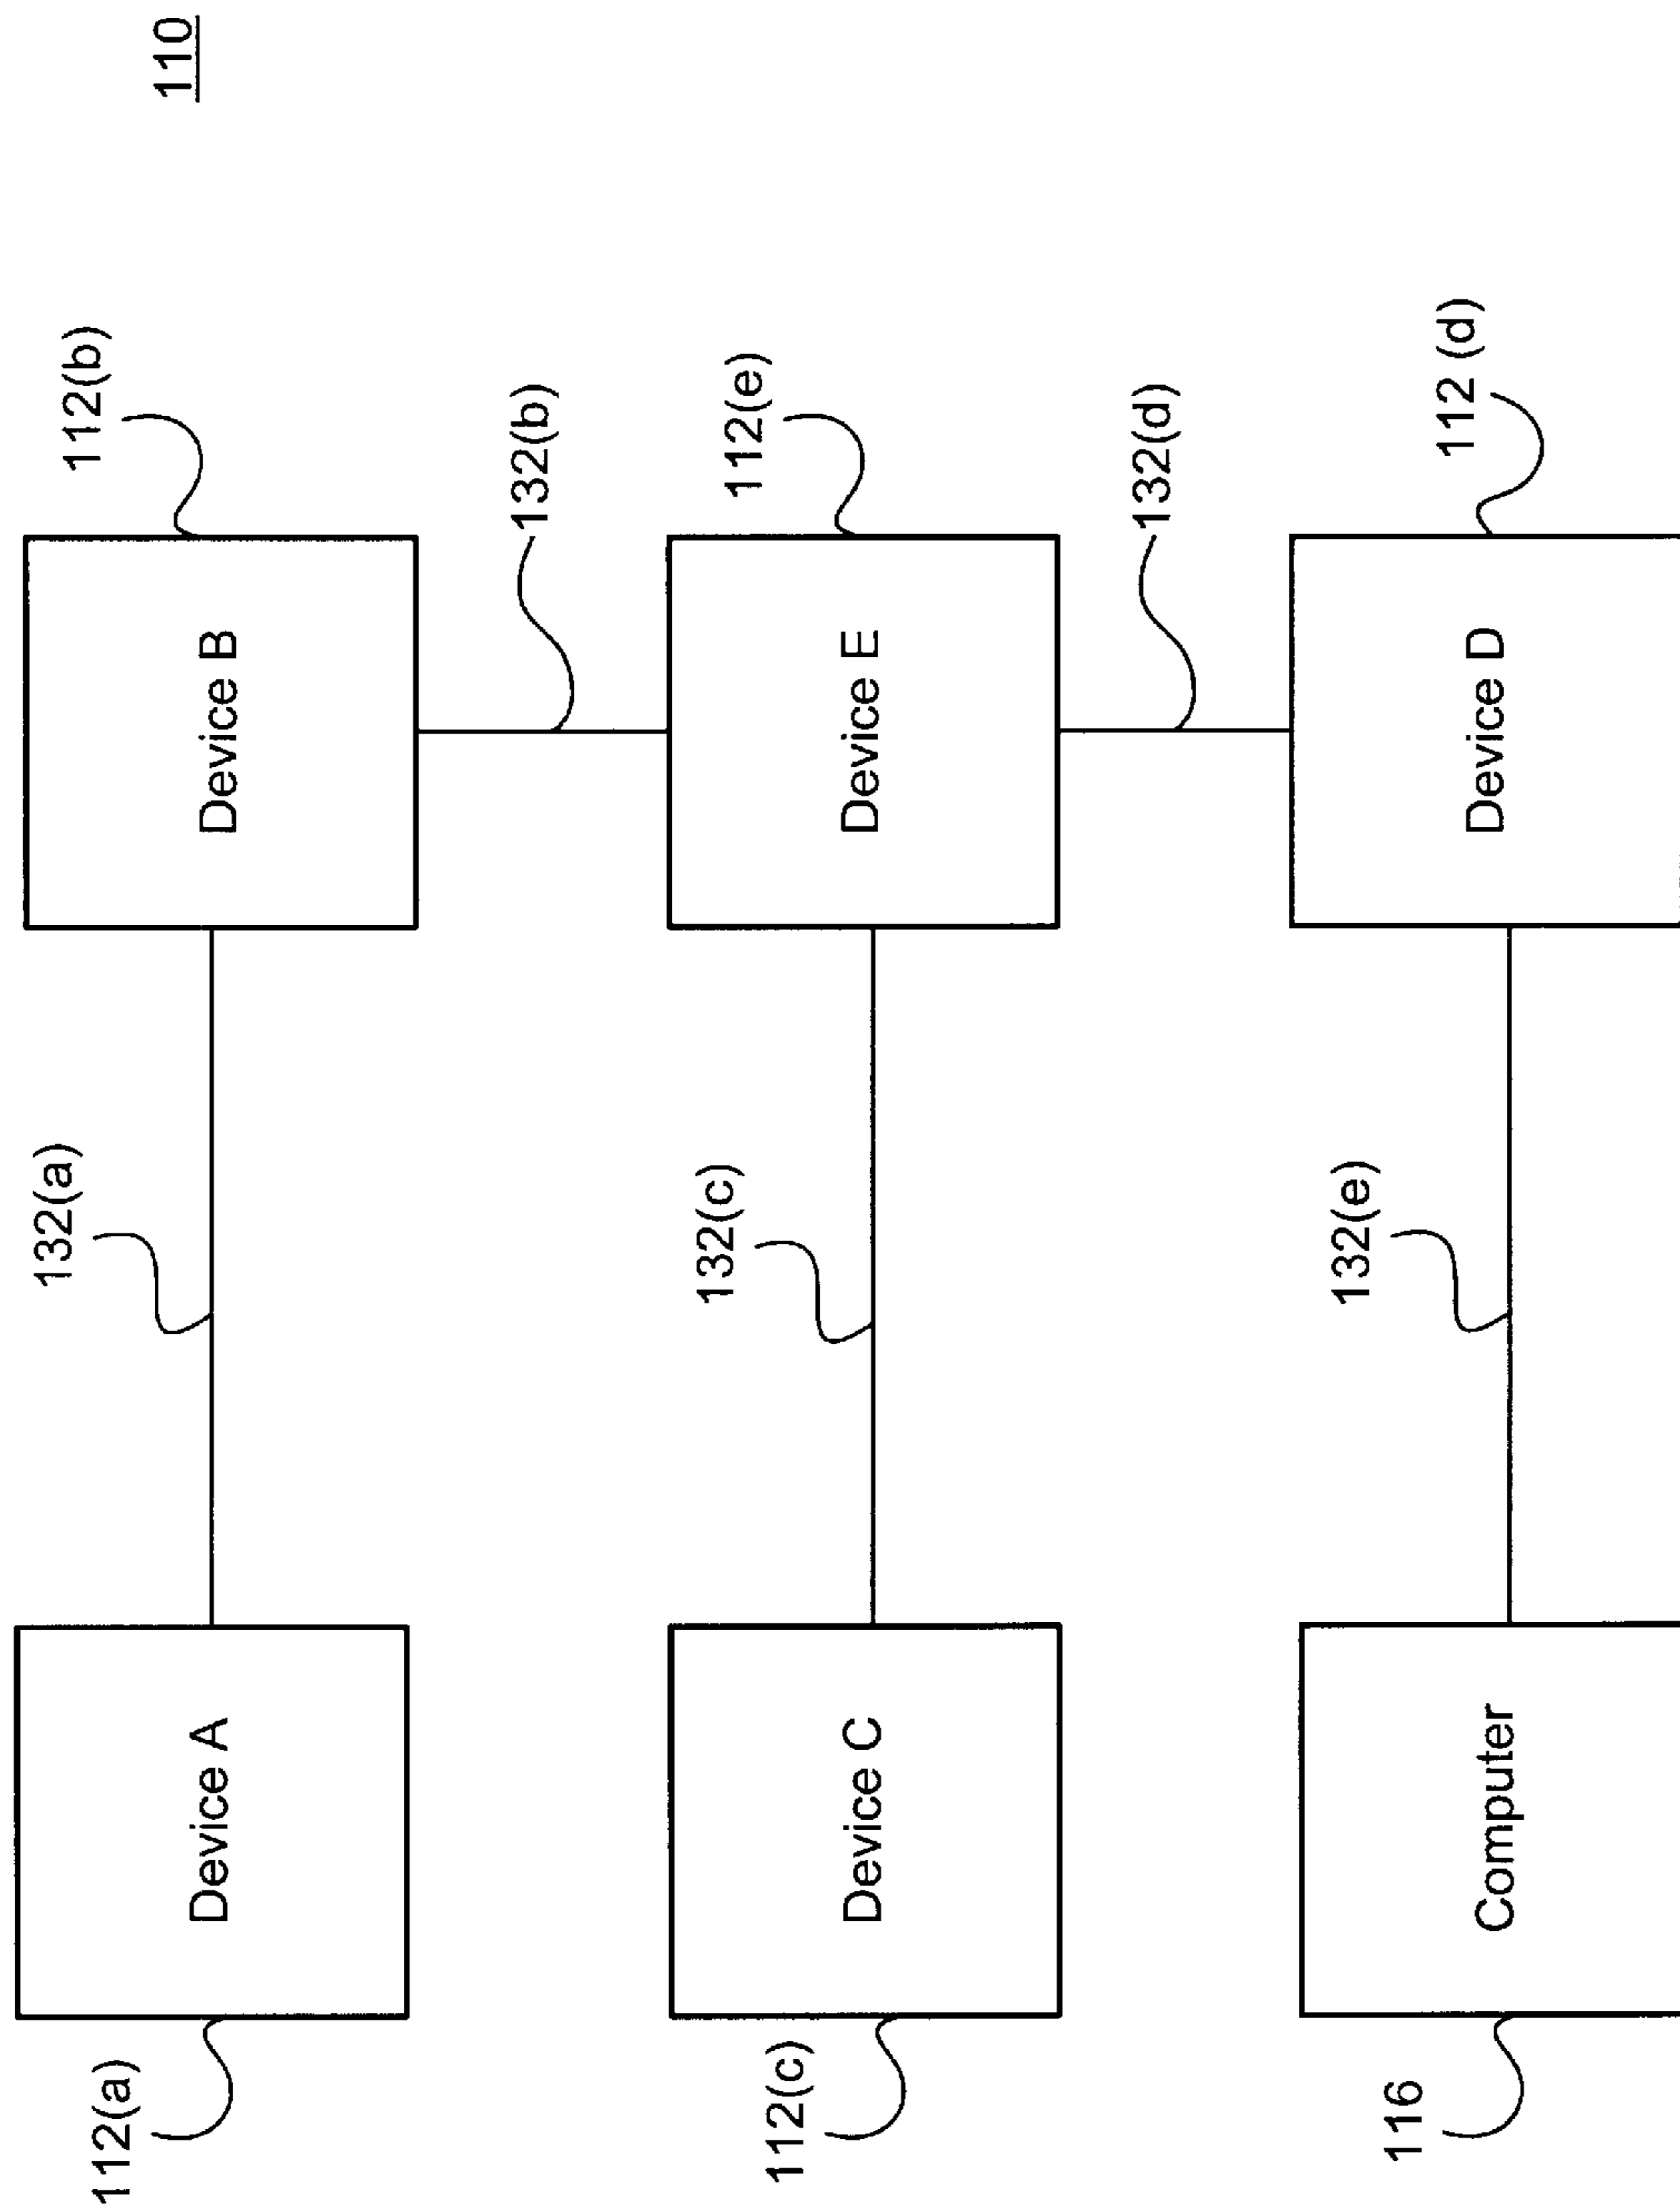 110
112(a)
Device A
132(a)
Device B
112(b)
132(b)
112(c)
Device C
132(c)
Device E
112(e)
132(d)
116
Computer
132(e)
Device D
112 (d)